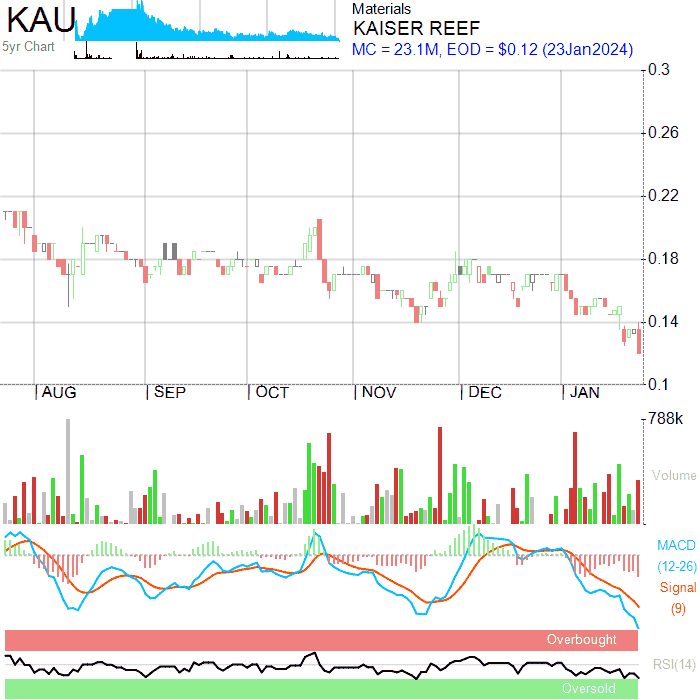 KAU
5yr Chart
Materials
KAISER REEF
MC = 23.1M, EOD = $0.12 (23Jan2024)
0.3
0.26
0.22
0.18
0.14
0.1
AUG SEP OCT NOV DEC JAN
788k
Volume
MACD
(12-26)
Signal
(9)
Overbought
RSI(14)
Oversold